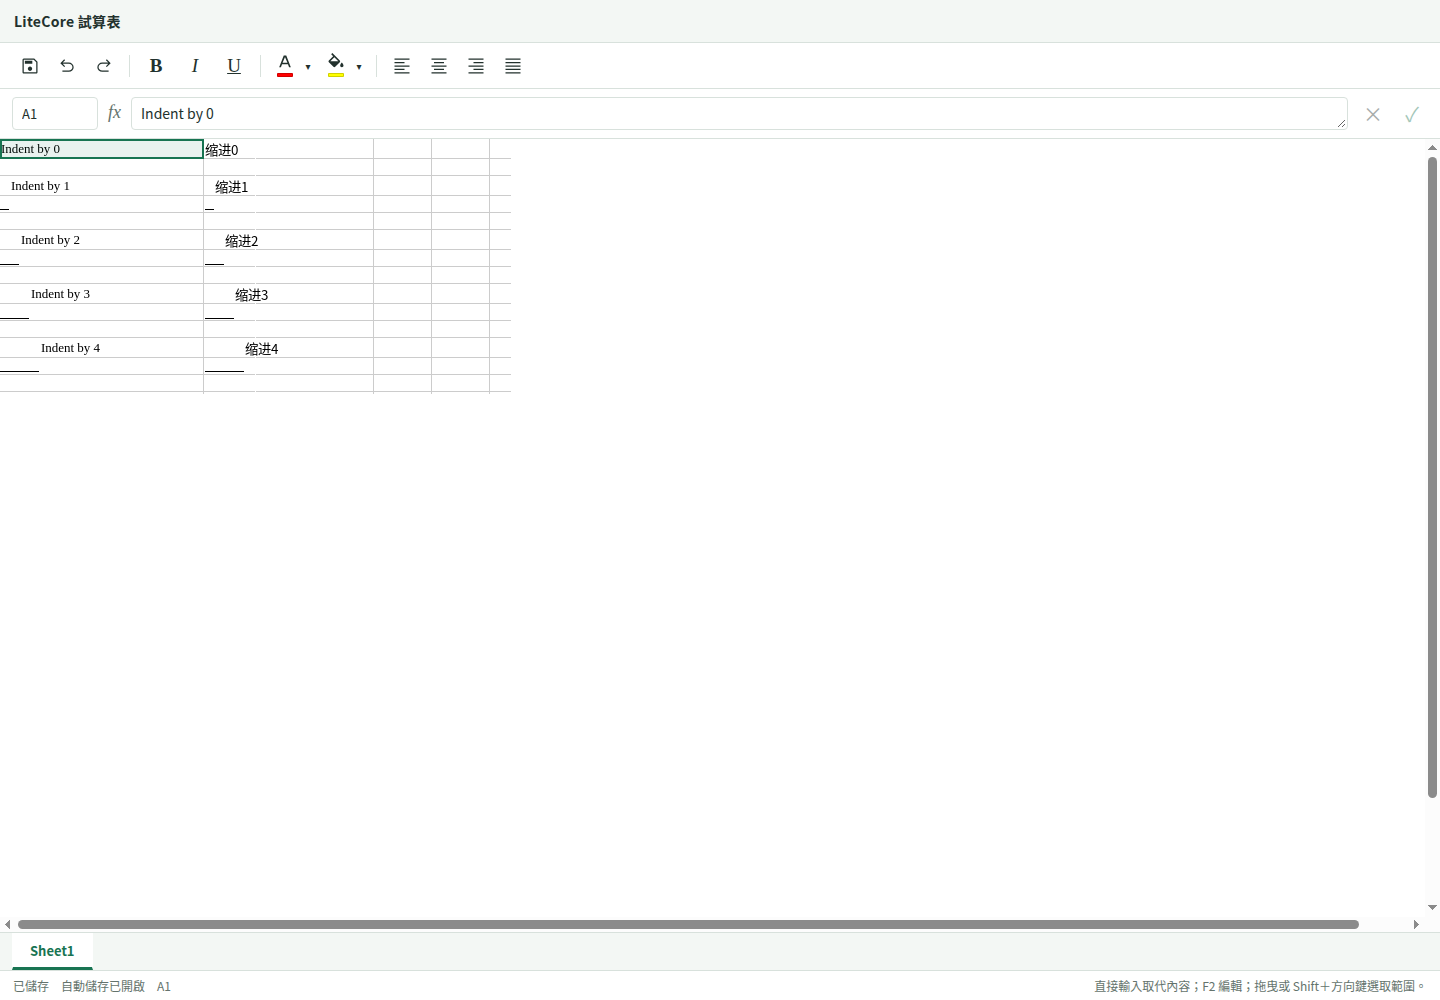 LiteCore 試算表
B I U A
A1 fx Indent by 0
Indent by 0 缩进0
Indent by 1 缩进1
Indent by 2 缩进2
Indent by 3 缩进3
Indent by 4 缩进4
Sheet1
已儲存 自動儲存已開啟 A1 直接輸入取代內容；F2 編輯；拖曳或 Shift＋方向鍵選取範圍。